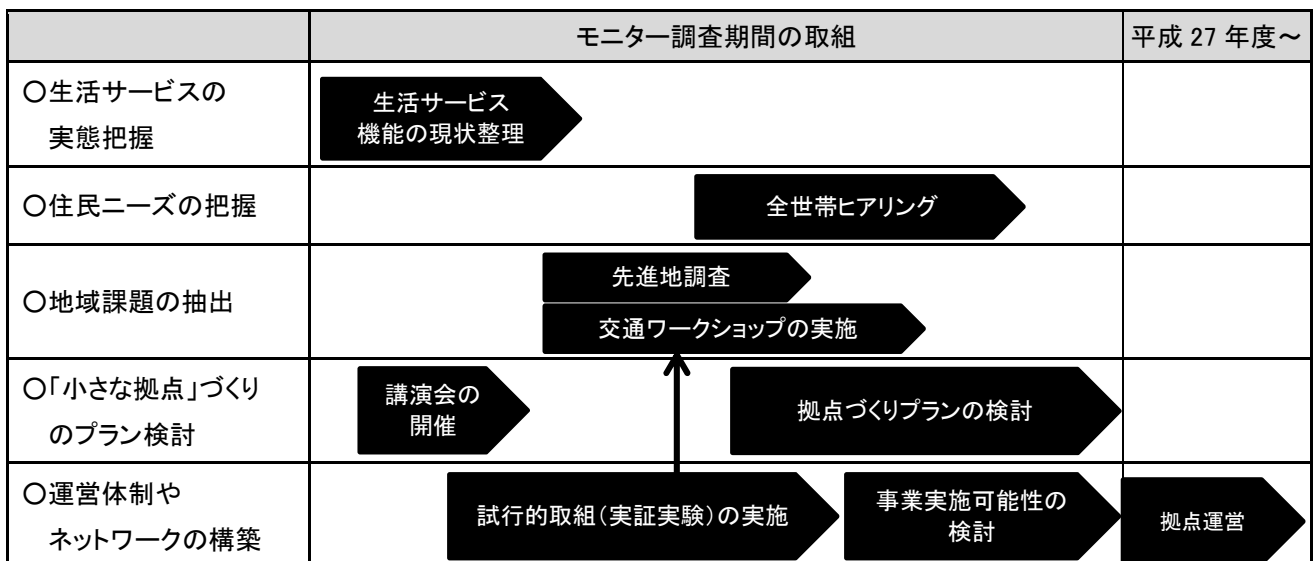 モニター調査期間の取組
平成 27 年度～
○生活サービスの
実態把握
生活サービス
機能の現状整理
○住民ニーズの把握
全世帯ヒアリング
○地域課題の抽出
先進地調査
交通ワークショップの実施
○「小さな拠点」づくり
のプラン検討
講演会の
開催
拠点づくりプランの検討
○運営体制や
ネットワークの構築
試行的取組（実証実験）の実施
事業実施可能性の
検討
拠点運営